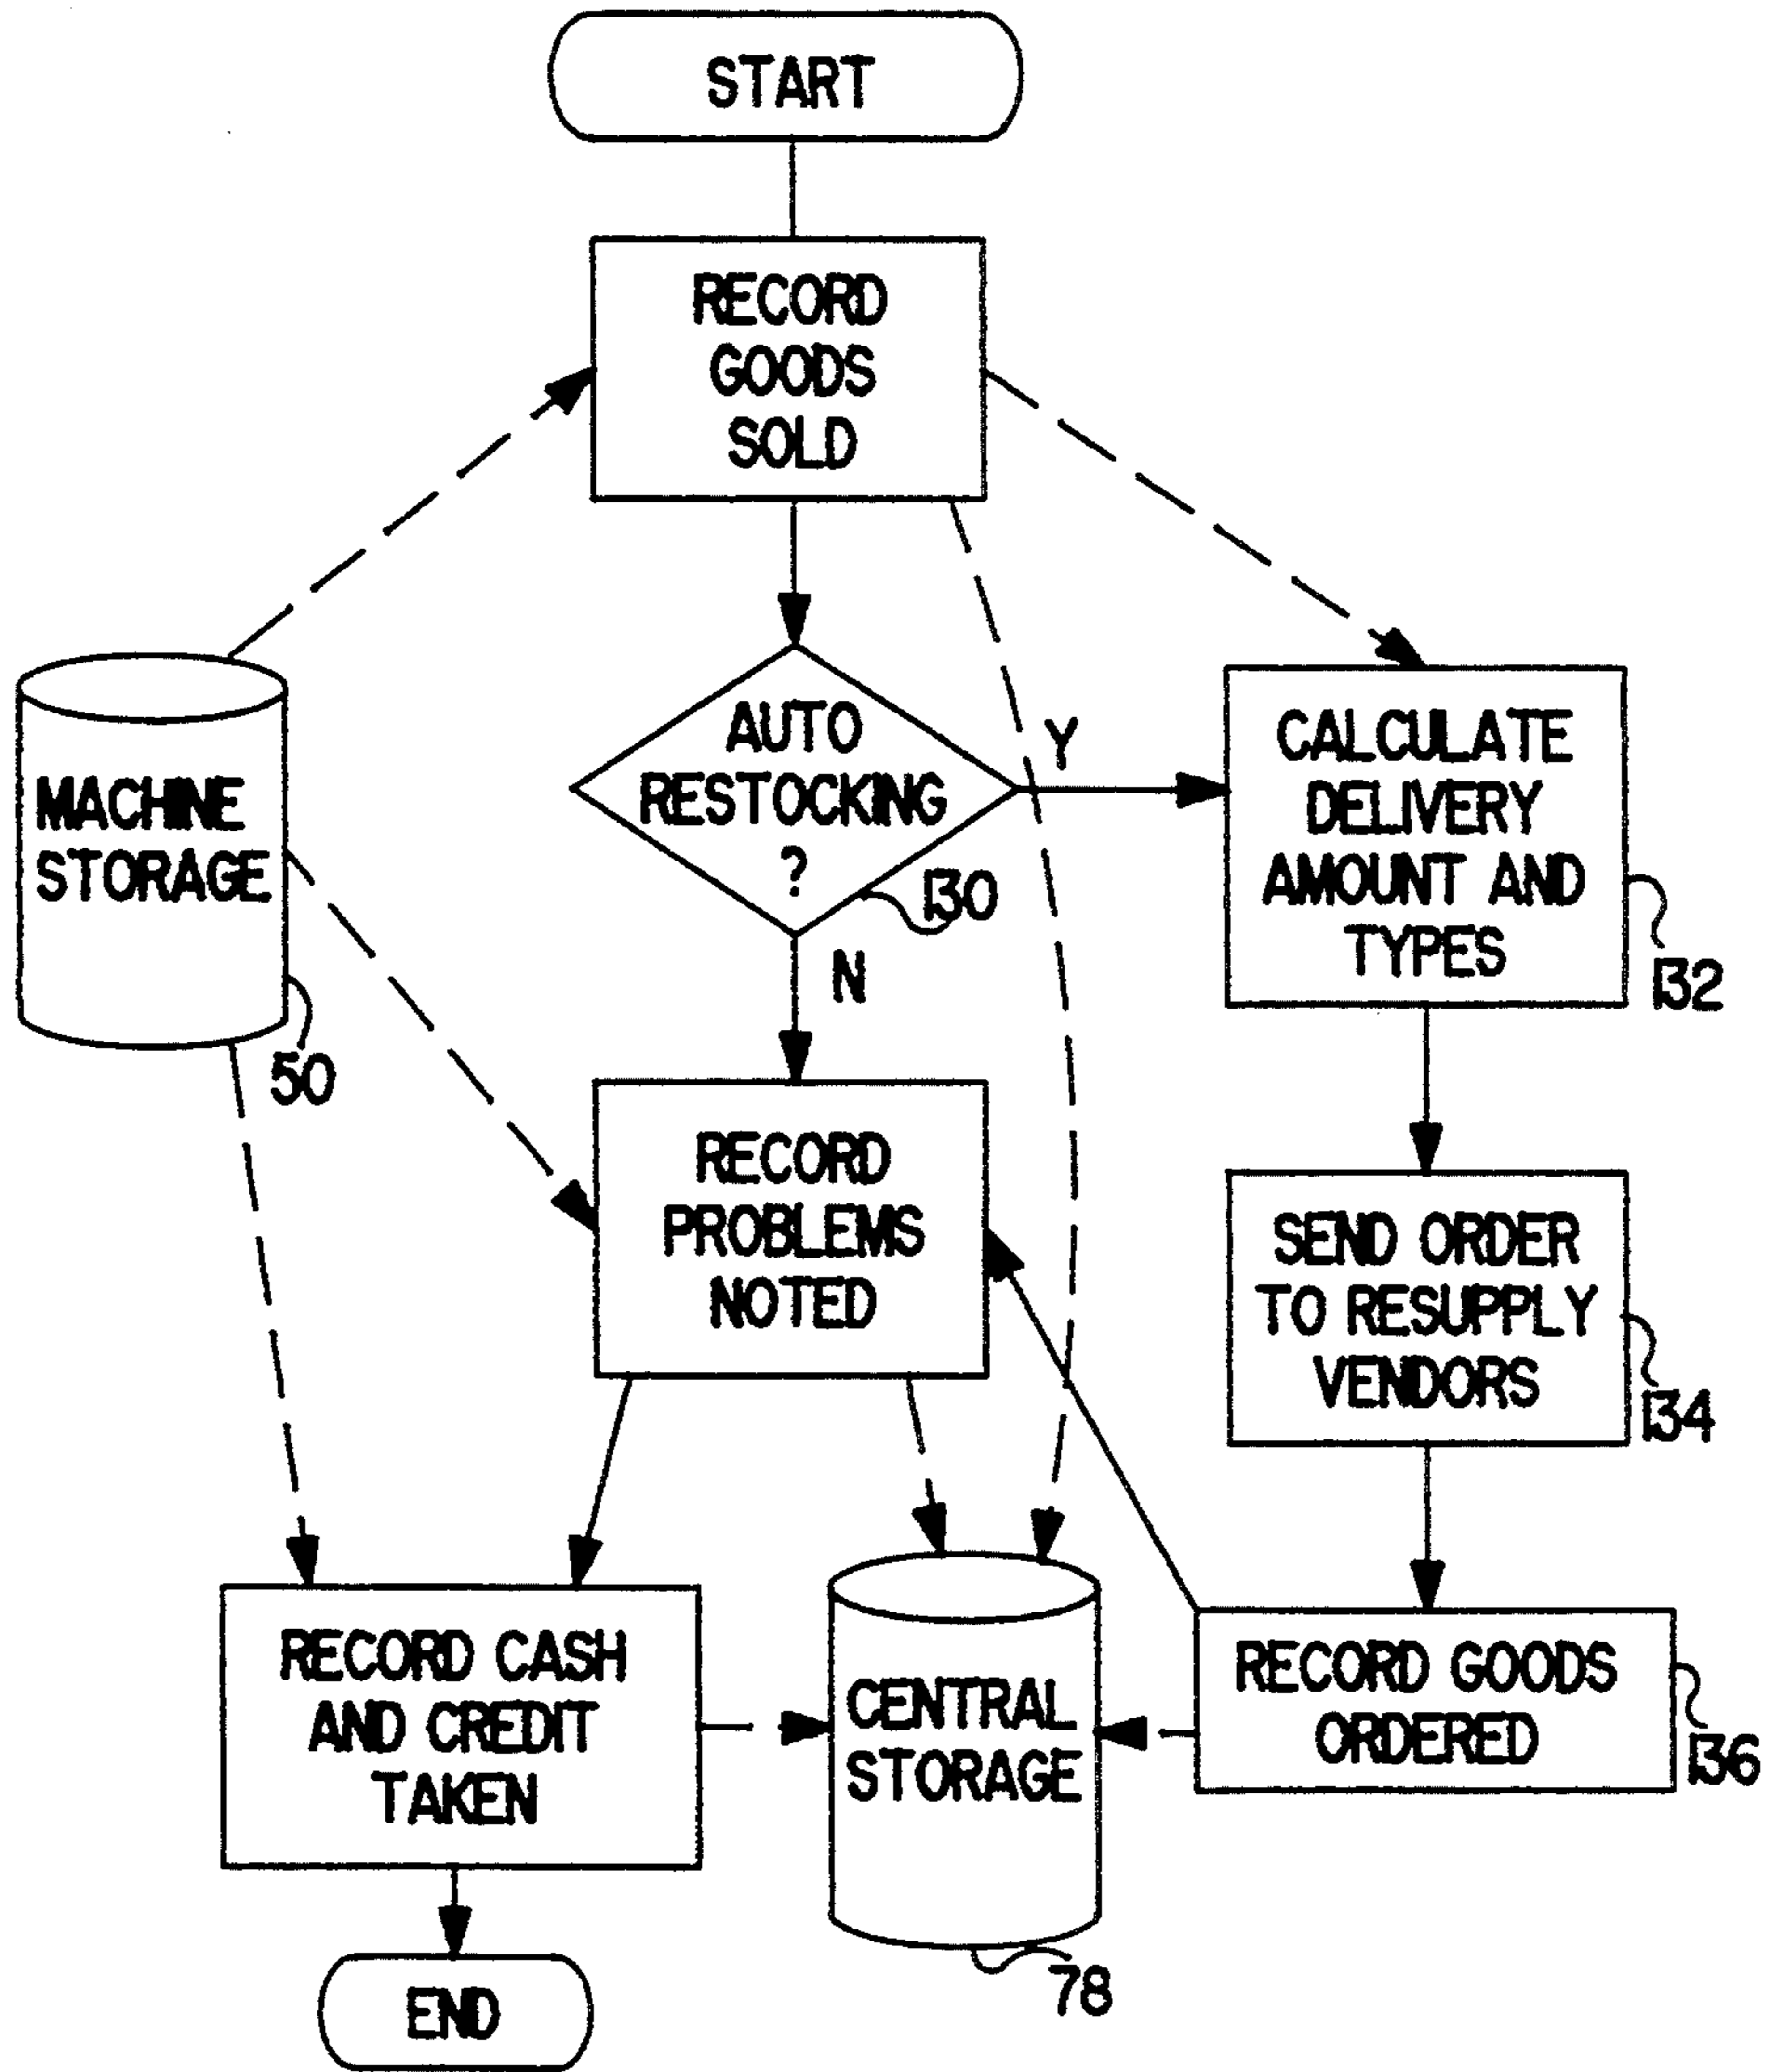 START
RECORD
GOODS
SOLD
AUTO
RESTOCKING
?
130
Y
N
MACHINE
STORAGE
50
CALCULATE
DELIVERY
AMOUNT AND
TYPES
132
RECORD
PROBLEMS
NOTED
SEND ORDER
TO RESUPPLY
VENDORS
134
RECORD CASH
AND CREDIT
TAKEN
CENTRAL
STORAGE
78
RECORD GOODS
ORDERED
136
END